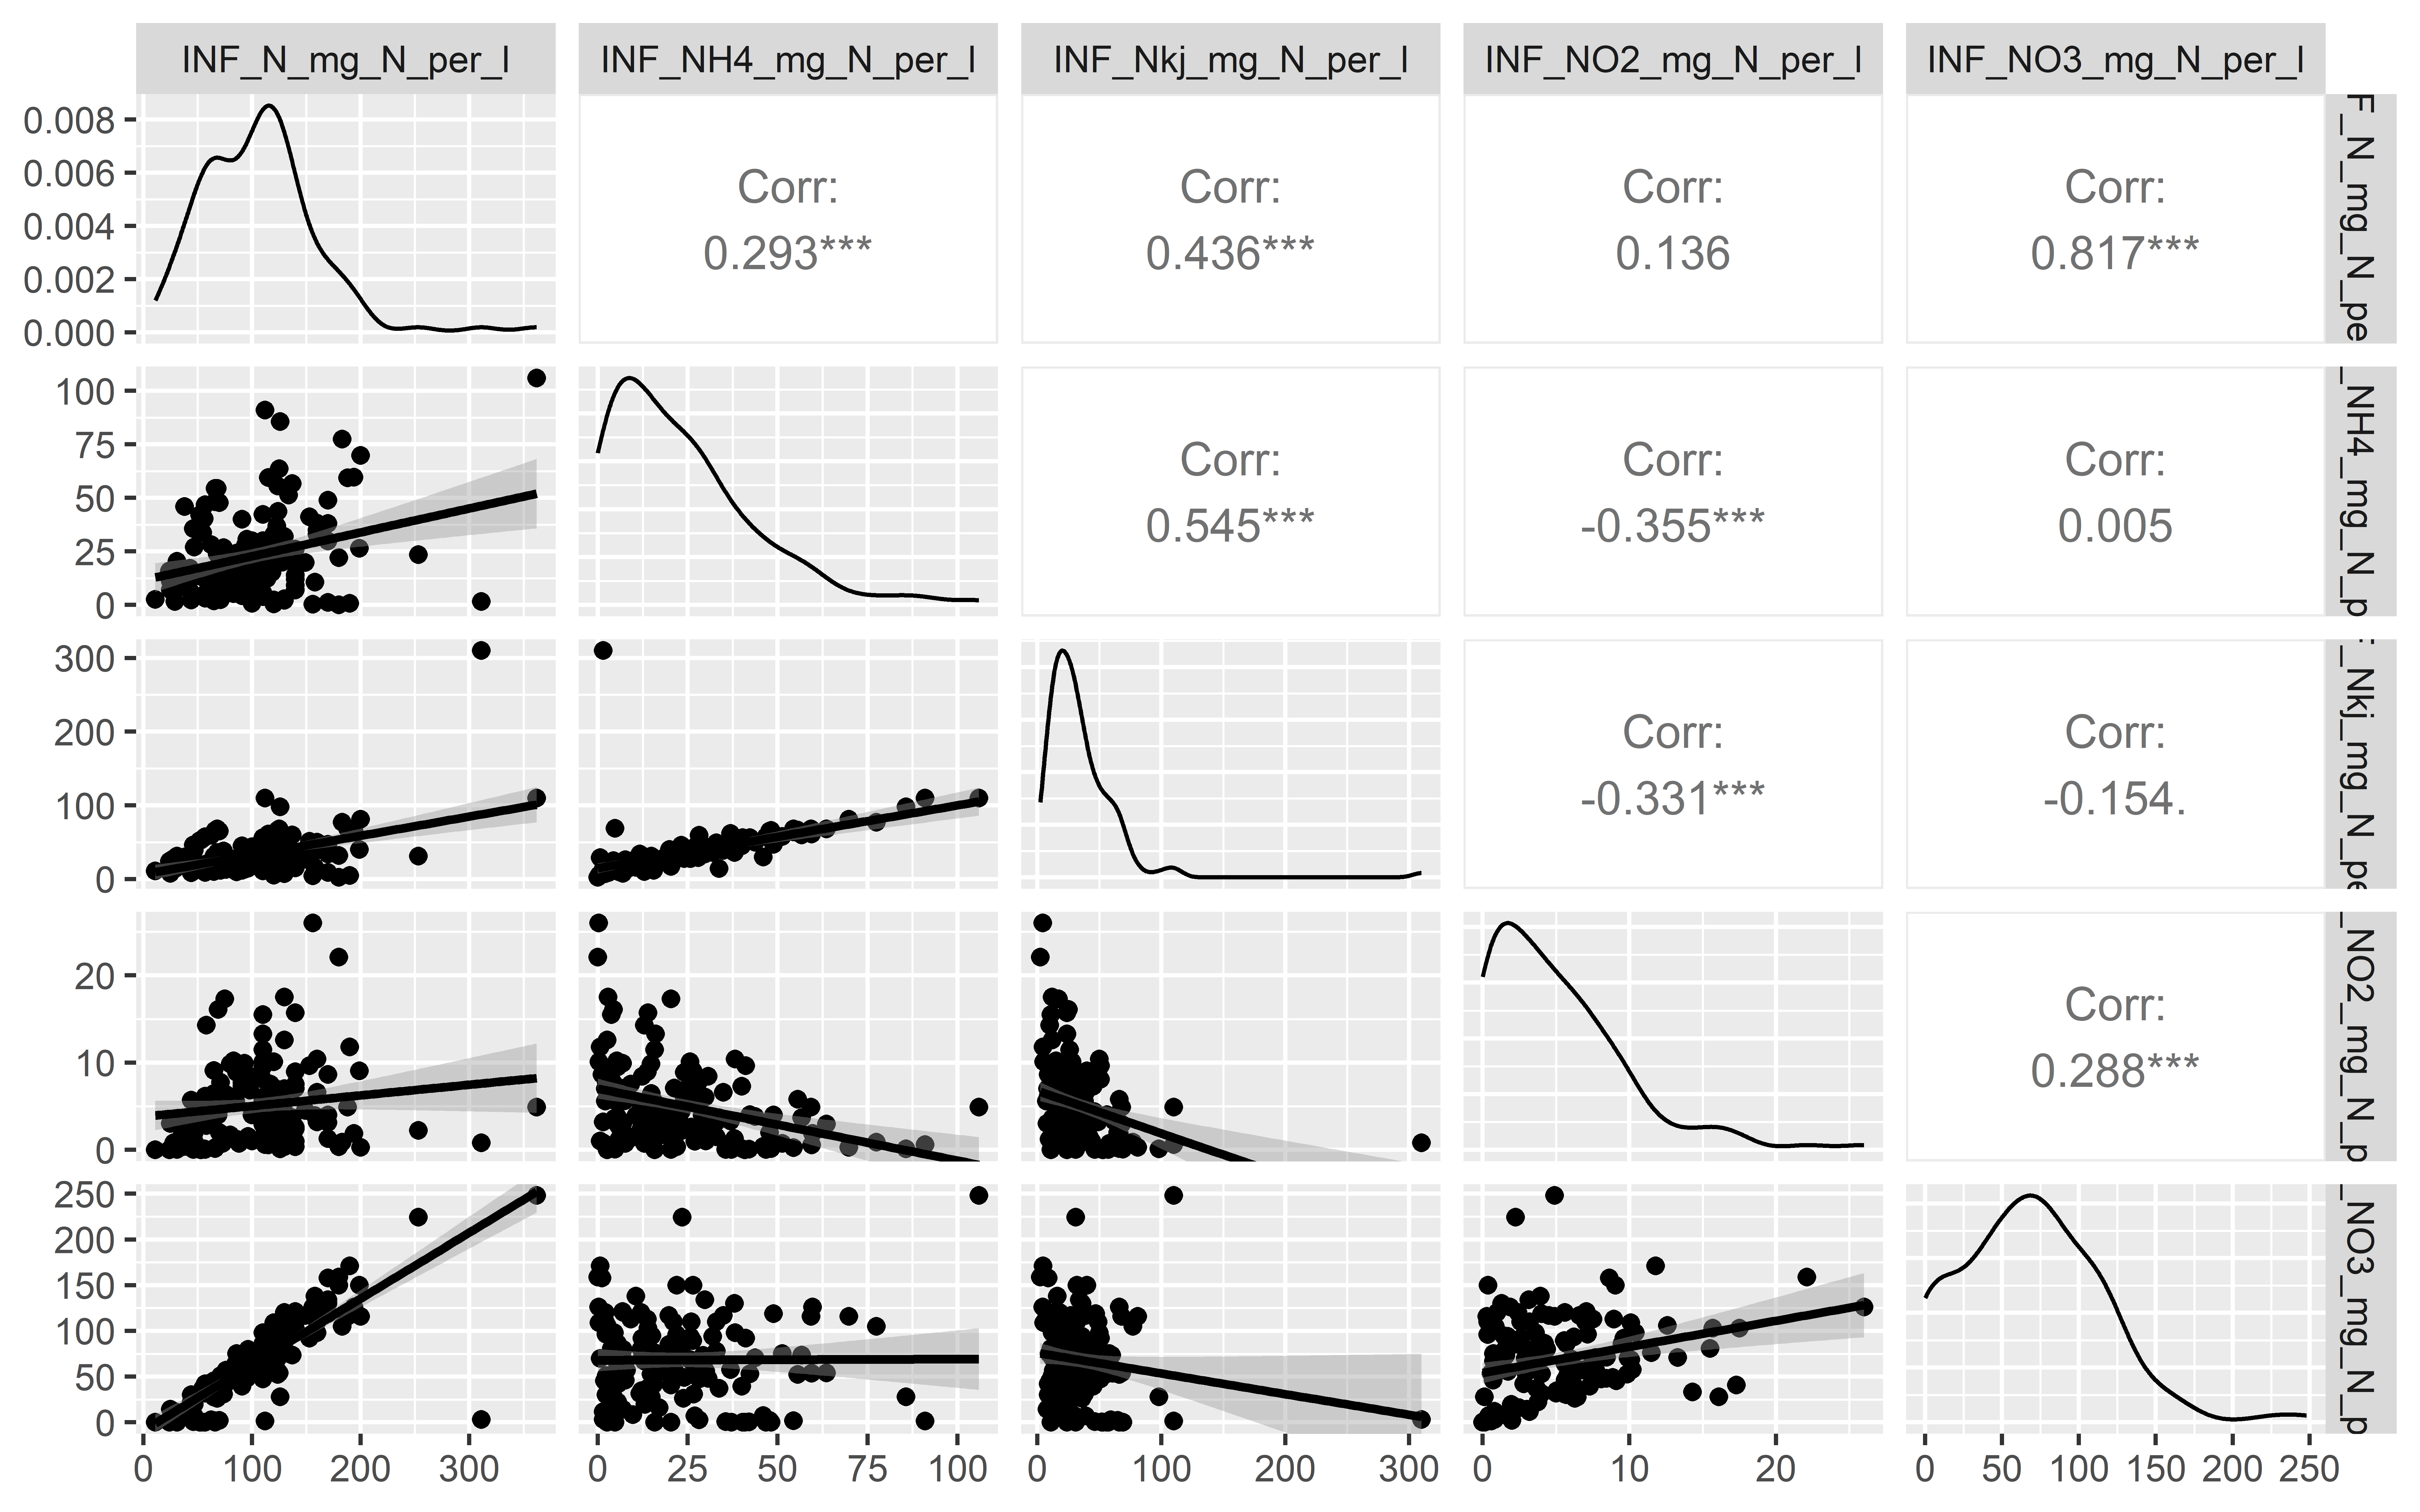 INF_N_mg_N_per_l INF_NH4_mg_N_per_l INF_Nkj_mg_N_per_l INF_NO2_mg_N_per_l INF_NO3_mg_N_per_l
0.008
0.006
0.004
0.002
0.000
Corr:
0.293***
Corr:
0.436***
Corr:
0.136
Corr:
0.817***
F_N_mg_N_pe
100
75
50
25
0
Corr:
0.545***
Corr:
-0.355***
Corr:
0.005
_NH4_mg_N_p
300
200
100
0
Corr:
-0.331***
Corr:
-0.154.
_Nkj_mg_N_pe
20
10
0
Corr:
0.288***
_NO2_mg_N_p
250
200
150
100
50
0
_NO3_mg_N_p
0 100 200 300
0 25 50 75 100
0 100 200 300
0 10 20
0 50 100 150 200 250